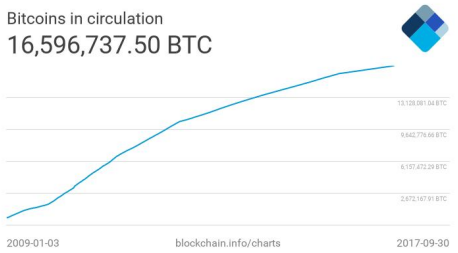 Bitcoins in circulation
16,596,737.50 BTC
13,128,081.04 BTC
9,642,776.66 BTC
6,157,472.29 BTC
2,672,167.91 BTC
2009-01-03
blockchain.info/charts
2017-09-30